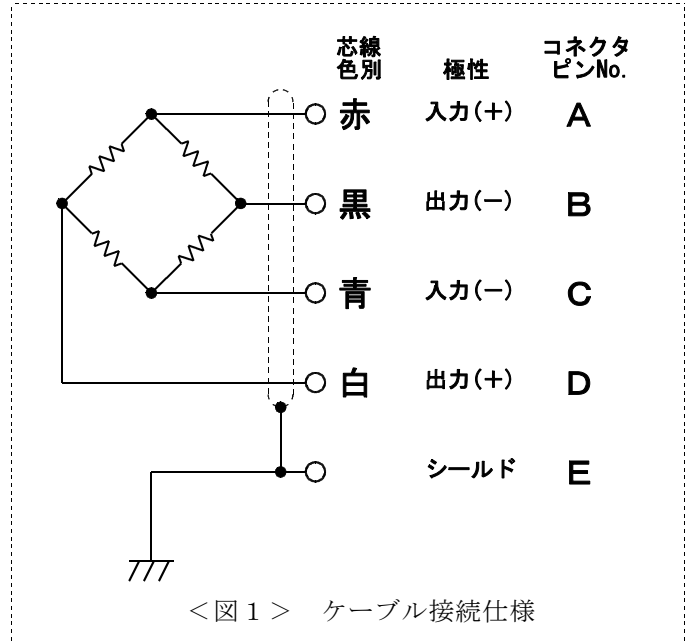 芯線 コネクタ
色別 極性 ピンNo.
赤 入力(+) A
黒 出力(-) B
青 入力(-) C
白 出力(+) D
シールド E
<図1> ケーブル接続仕様